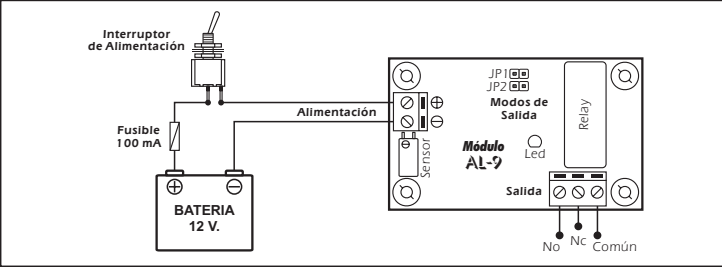 Interruptor
de Alimentación
Fusible
100 mA
Alimentación
BATERIA
12 V.
JP1
JP2
Modos de
Salida
Relay
Sensor
Módulo
AL-9
Led
Salida
No
Nc
Común